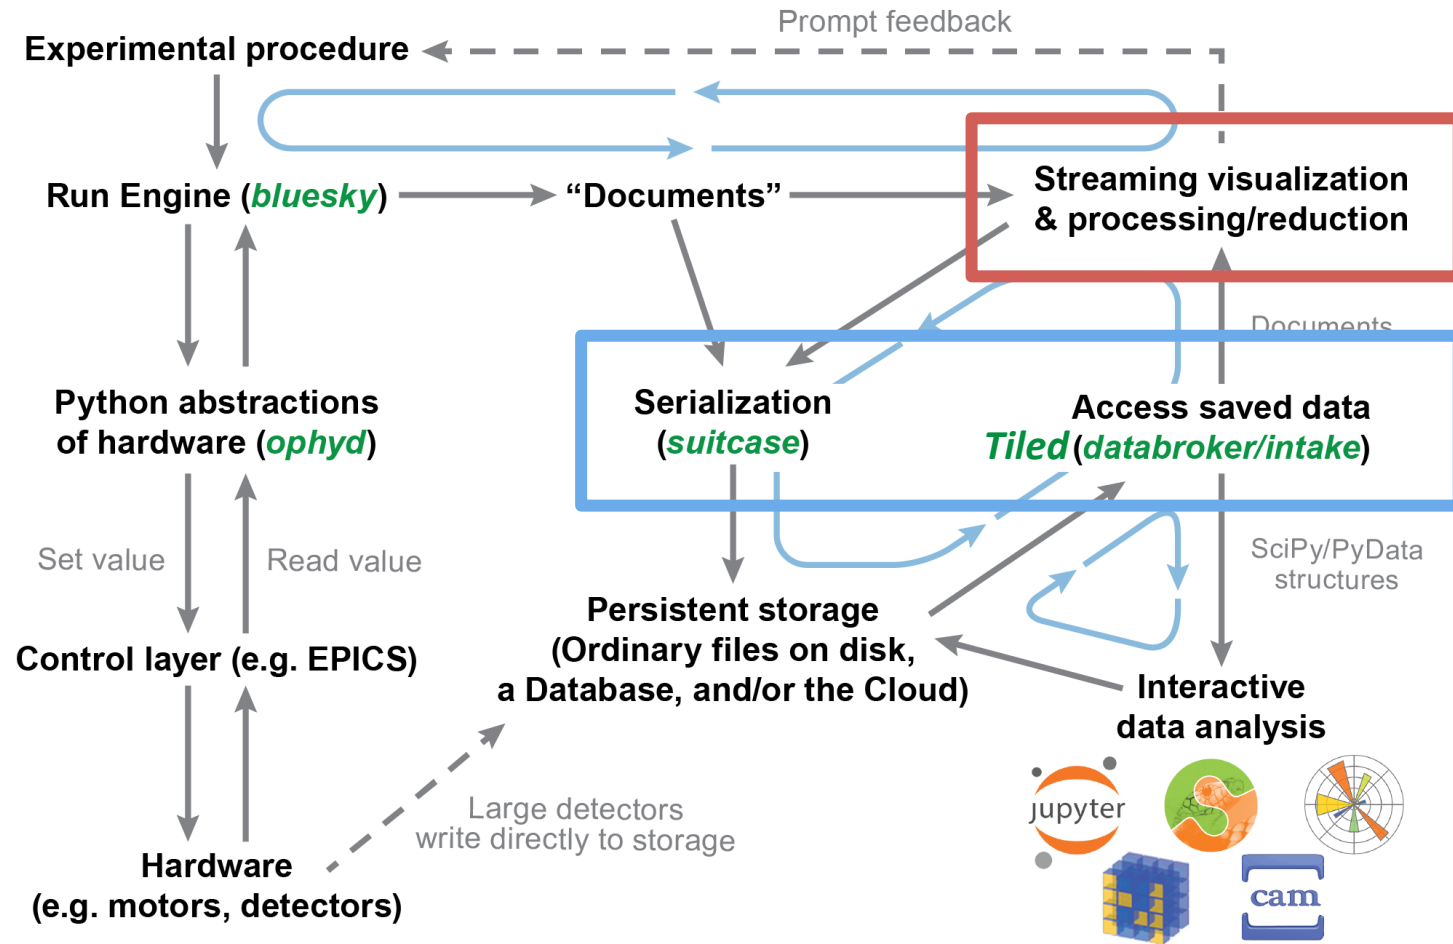 Prompt feedback
Experimental procedure
Run Engine (bluesky)
“Documents”
Streaming visualization
& processing/reduction
Documents
Python abstractions
of hardware (ophyd)
Serialization
(suitcase)
Access saved data
Tiled (databroker/intake)
Set value
Read value
SciPy/PyData
structures
Control layer (e.g. EPICS)
Persistent storage
(Ordinary files on disk,
a Database, and/or the Cloud)
Interactive
data analysis
Large detectors
write directly to storage
Hardware
(e.g. motors, detectors)
jupyter
cam